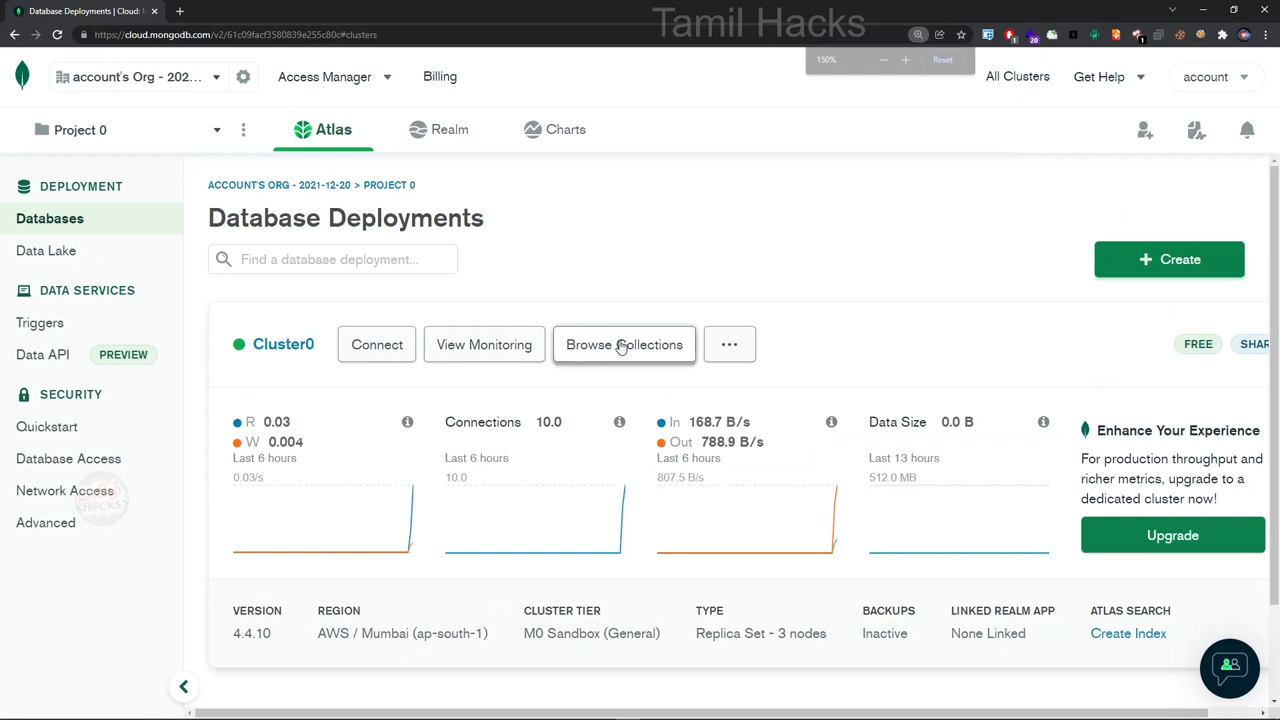 Database Deployments | Cloud: M
Tamil Hacks
https://cloud.mongodb.com/v2/61c09facf3580839e255c80c#clusters
150%
Reset
account's Org - 202...
Access Manager
Billing
All Clusters
Get Help
account
Project 0
Atlas
Realm
Charts
DEPLOYMENT
Databases
Data Lake
DATA SERVICES
Triggers
Data API
PREVIEW
SECURITY
Quickstart
Database Access
Network Access
Advanced
HACKS
ACCOUNT'S ORG - 2021-12-20 > PROJECT 0
Database Deployments
Find a database deployment...
+ Create
Cluster0
Connect
View Monitoring
Browse Collections
...
FREE
SHAR
R 0.03
W 0.004
Last 6 hours
0.03/s
Connections 10.0
Last 6 hours
10.0
In 168.7 B/s
Out 788.9 B/s
Last 6 hours
807.5 B/s
Data Size 0.0 B
Last 13 hours
512.0 MB
Enhance Your Experience
For production throughput and
richer metrics, upgrade to a
dedicated cluster now!
Upgrade
VERSION
4.4.10
REGION
AWS / Mumbai (ap-south-1)
CLUSTER TIER
M0 Sandbox (General)
TYPE
Replica Set - 3 nodes
BACKUPS
Inactive
LINKED REALM APP
None Linked
ATLAS SEARCH
Create Index